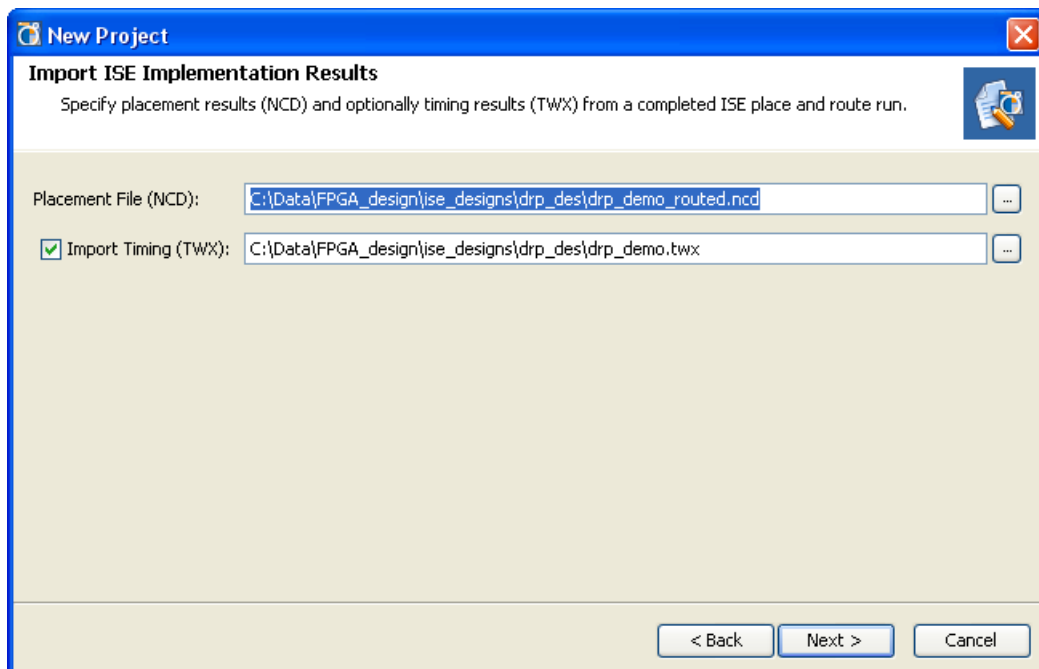 New Project
Import ISE Implementation Results
Specify placement results (NCD) and optionally timing results (TWX) from a completed ISE place and route run.
Placement File (NCD): C:\Data\FPGA_design\ise_designs\drp_des\drp_demo_routed.ncd ...
Import Timing (TWX): C:\Data\FPGA_design\ise_designs\drp_des\drp_demo.twx ...
< Back Next > Cancel